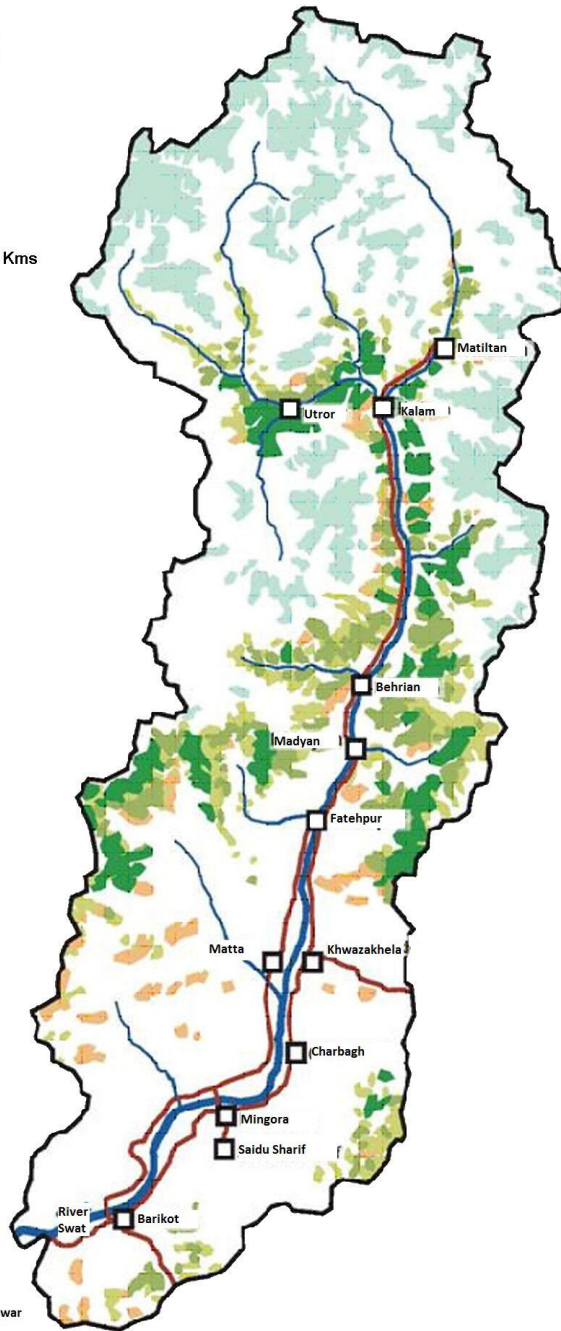 Kms
Matiltan
Utror
Kalam
Behrian
Madyan
Fatehpur
Matta
Khwazakhela
Charbagh
Mingora
Saidu Sharif
River
Swat
Barikot
war